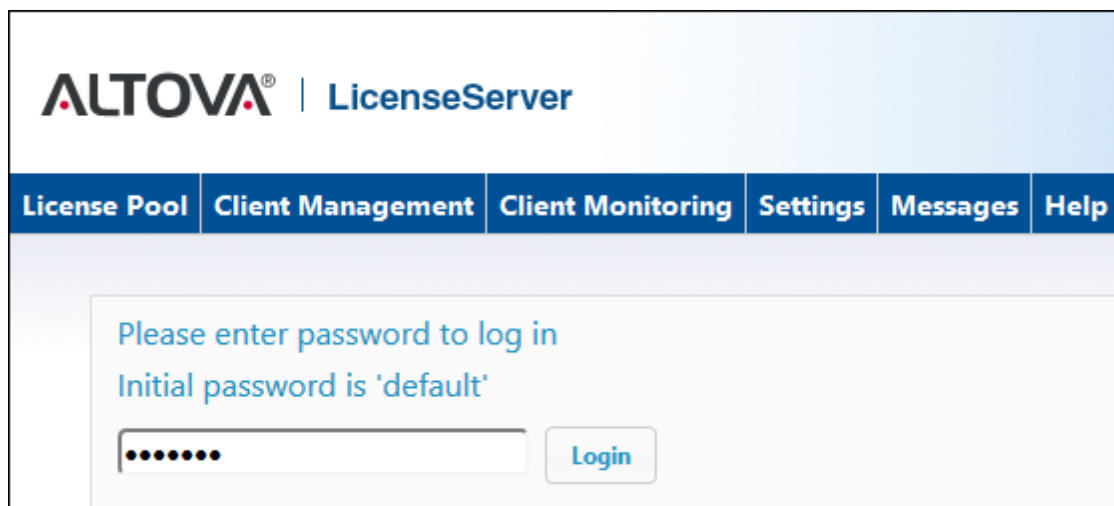 ALTOVA® | LicenseServer
License Pool Client Management Client Monitoring Settings Messages Help
Please enter password to log in
Initial password is 'default'
•••••••
Login